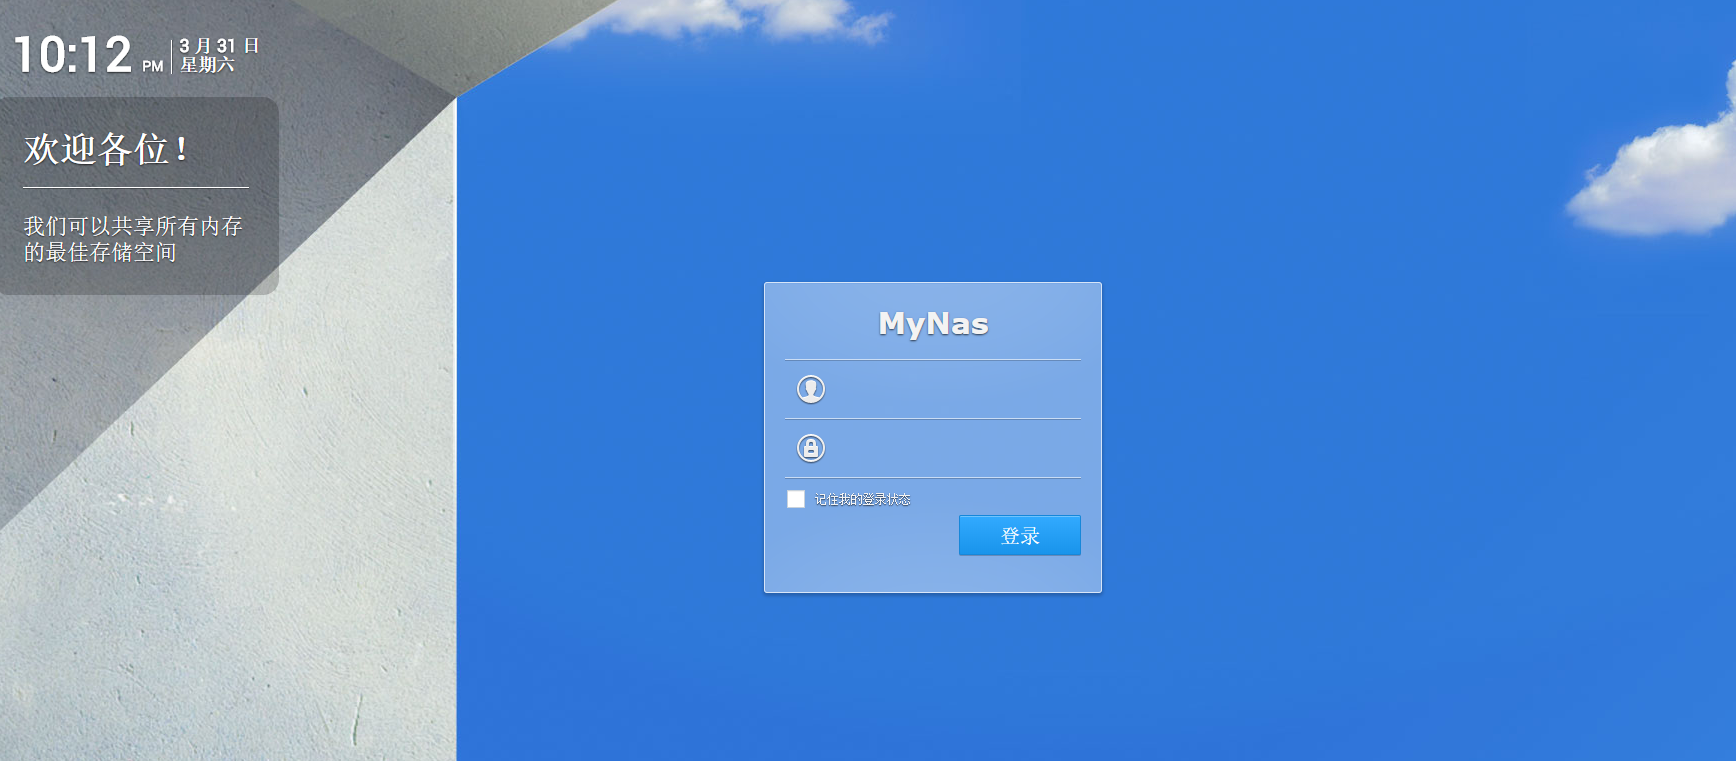 10:12 PM
3 月 31 日
星期六
欢迎各位！
我们可以共享所有内存
的最佳存储空间
MyNas
记住我的登录状态
登录